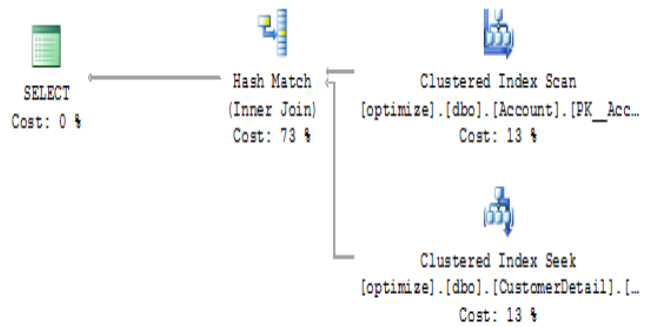 SELECT
Cost: 0 %
Hash Match
(Inner Join)
Cost: 73 %
Clustered Index Scan
[optimize].[dbo].[Account].[PK__Acc…
Cost: 13 %
Clustered Index Seek
[optimize].[dbo].[CustomerDetail].[…
Cost: 13 %